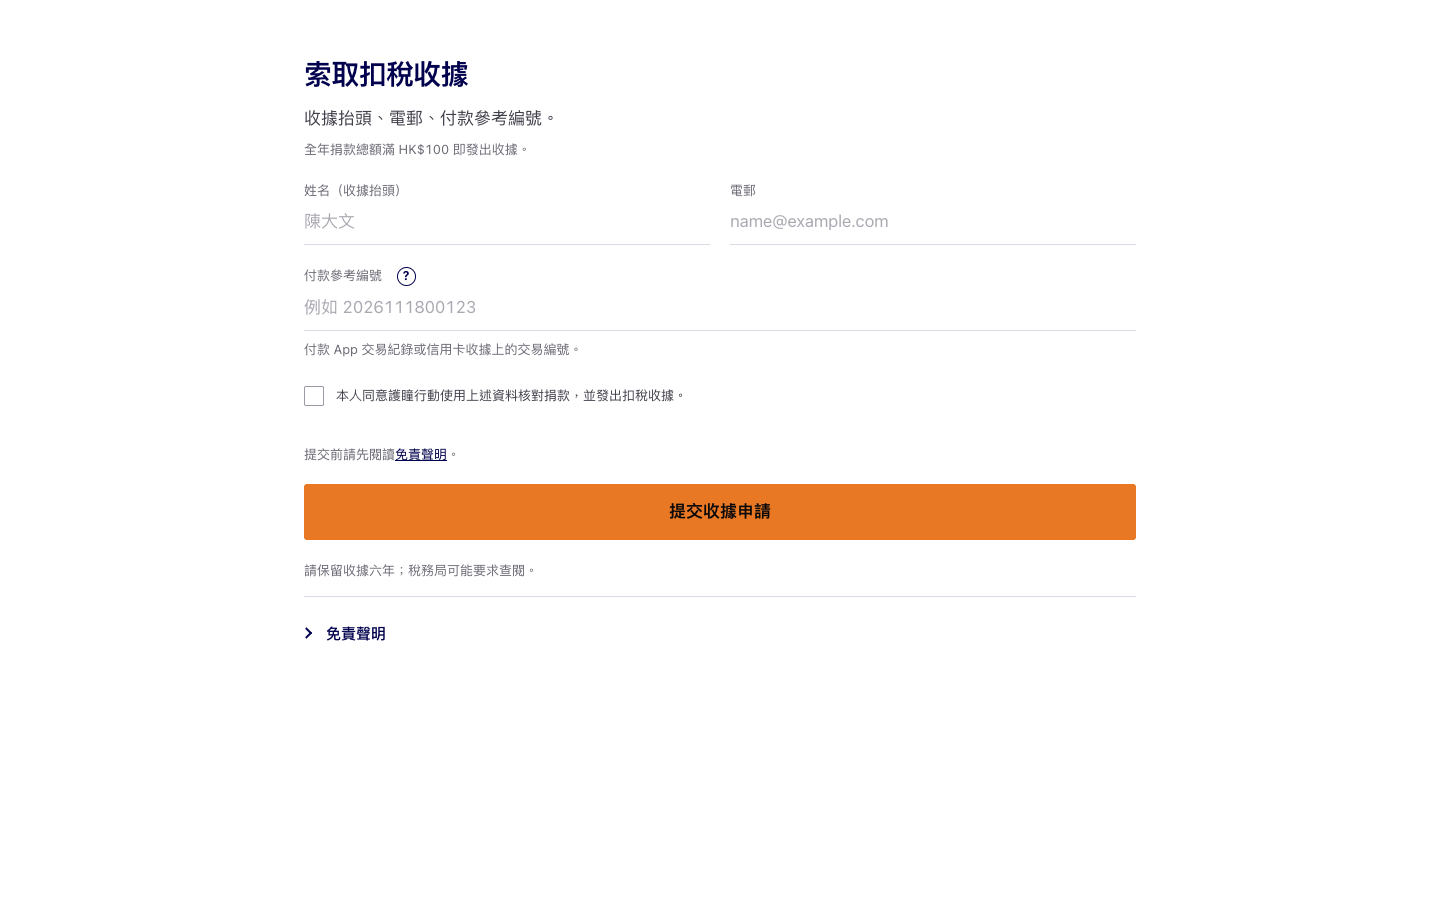 索取扣稅收據
收據抬頭、電郵、付款參考編號。
全年捐款總額滿 HK$100 即發出收據。
姓名（收據抬頭）
陳大文
電郵
name@example.com
付款參考編號 ?
例如 2026111800123
付款 App 交易紀錄或信用卡收據上的交易編號。
本人同意護瞳行動使用上述資料核對捐款，並發出扣稅收據。
提交前請先閱讀免責聲明。
提交收據申請
請保留收據六年；稅務局可能要求查閱。
免責聲明